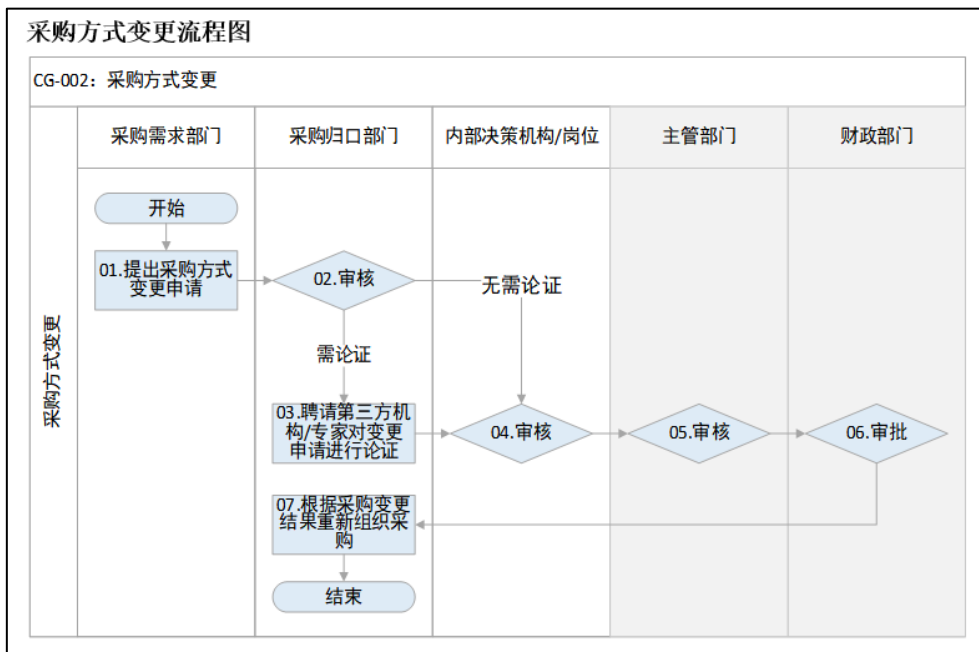 采购方式变更流程图
CG-002：采购方式变更
采购需求部门
采购归口部门
内部决策机构/岗位
主管部门
财政部门
采购方式变更
开始
01.提出采购方式
变更申请
02.审核
无需论证
需论证
03.聘请第三方机
构/专家对变更
申请进行论证
04.审核
05.审核
06.审批
07.根据采购变更
结果重新组织采
购
结束